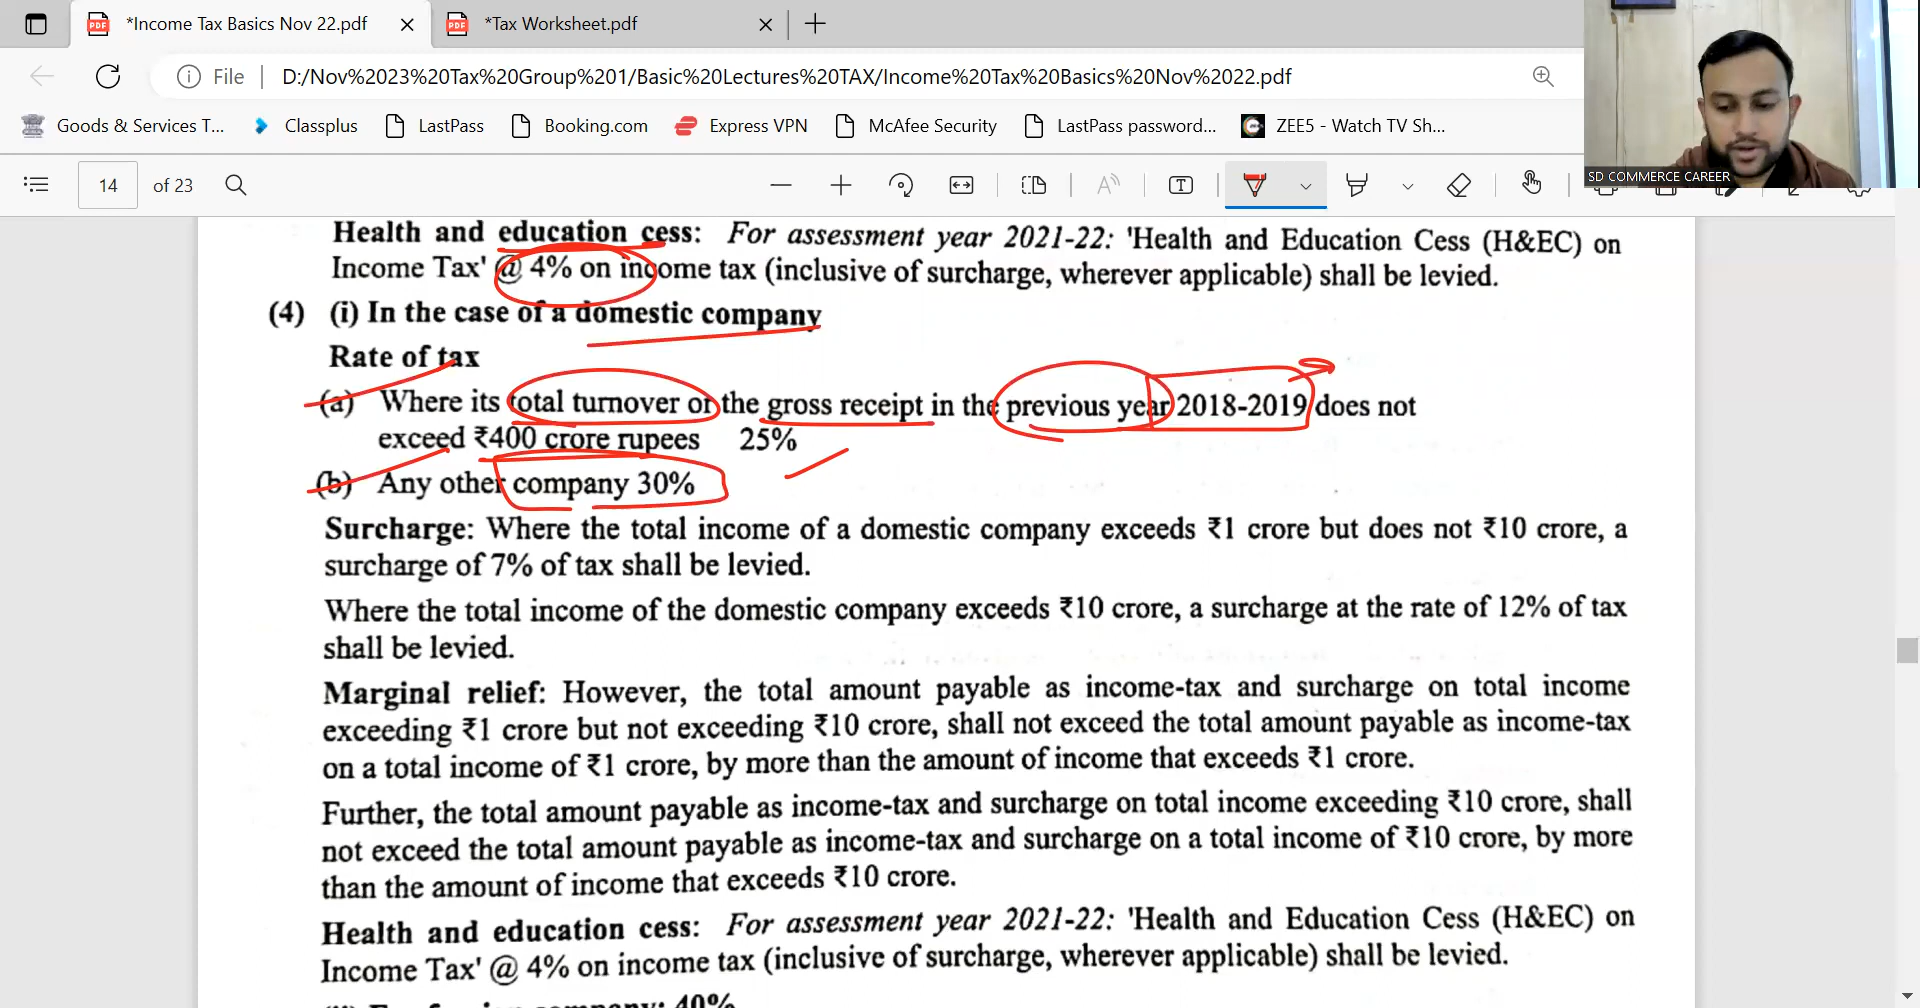 *Income Tax Basics Nov 22.pdf
*Tax Worksheet.pdf
File
D:/Nov%2023%20Tax%20Group%201/Basic%20Lectures%20TAX/Income%20Tax%20Basics%20Nov%2022.pdf
Goods & Services T...
Classplus
LastPass
Booking.com
Express VPN
McAfee Security
LastPass password...
ZEE5 - Watch TV Sh...
14
of 23
SD COMMERCE CAREER
Health and education cess: For assessment year 2021-22: 'Health and Education Cess (H&EC) on
Income Tax' @ 4% on income tax (inclusive of surcharge, wherever applicable) shall be levied.
(4) (i) In the case of a domestic company
Rate of tax
(a) Where its total turnover or the gross receipt in the previous year 2018-2019 does not
exceed ₹400 crore rupees 25%
(b) Any other company 30%
Surcharge: Where the total income of a domestic company exceeds ₹1 crore but does not ₹10 crore, a
surcharge of 7% of tax shall be levied.
Where the total income of the domestic company exceeds ₹10 crore, a surcharge at the rate of 12% of tax
shall be levied.
Marginal relief: However, the total amount payable as income-tax and surcharge on total income
exceeding ₹1 crore but not exceeding ₹10 crore, shall not exceed the total amount payable as income-tax
on a total income of ₹1 crore, by more than the amount of income that exceeds ₹1 crore.
Further, the total amount payable as income-tax and surcharge on total income exceeding ₹10 crore, shall
not exceed the total amount payable as income-tax and surcharge on a total income of ₹10 crore, by more
than the amount of income that exceeds ₹10 crore.
Health and education cess: For assessment year 2021-22: 'Health and Education Cess (H&EC) on
Income Tax' @ 4% on income tax (inclusive of surcharge, wherever applicable) shall be levied.
company: 40%